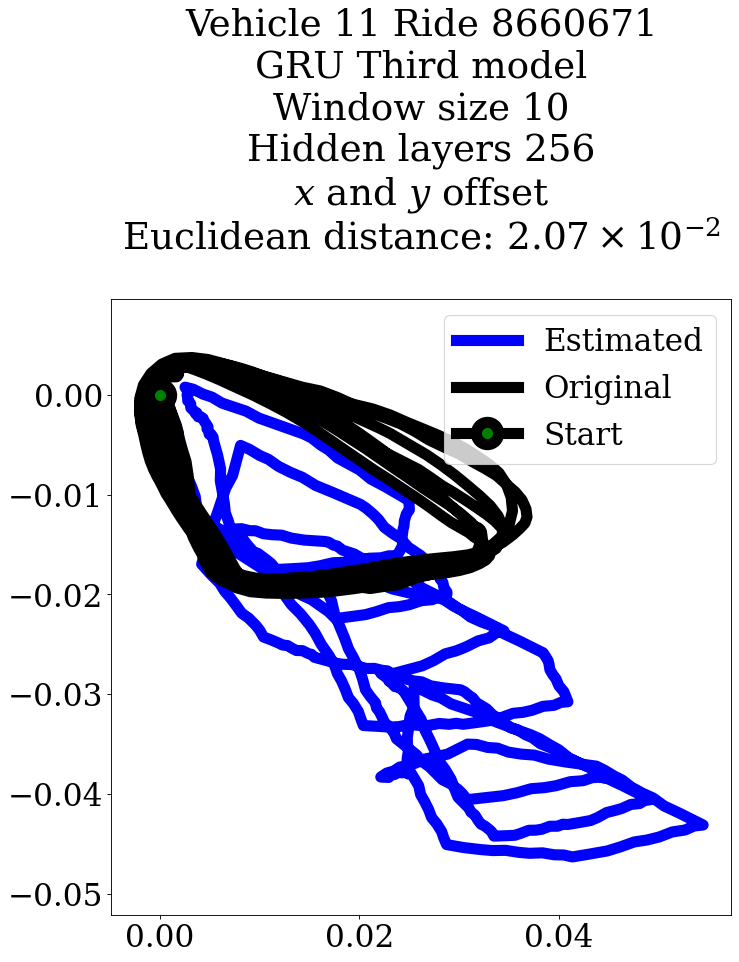 Vehicle 11 Ride 8660671
GRU Third model
Window size 10
Hidden layers 256
x and y offset
Euclidean distance: 2.07 × 10⁻²
Estimated
Original
Start
0.00
−0.01
−0.02
−0.03
−0.04
−0.05
0.00 0.02 0.04